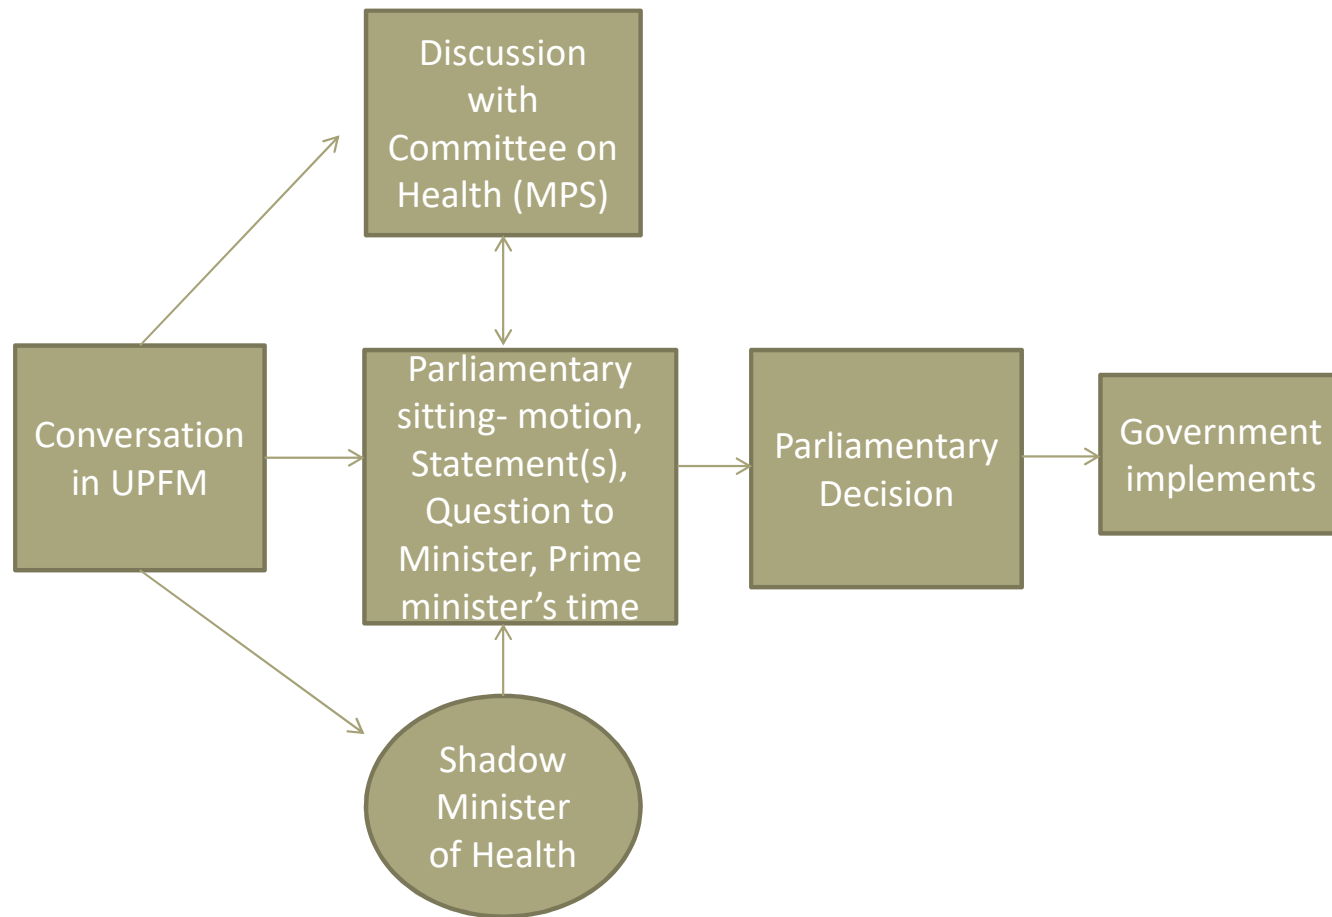 Discussion
with
Committee on
Health (MPS)
Conversation
in UPFM
Parliamentary
sitting- motion,
Statement(s),
Question to
Minister, Prime
minister’s time
Parliamentary
Decision
Government
implements
Shadow
Minister
of Health